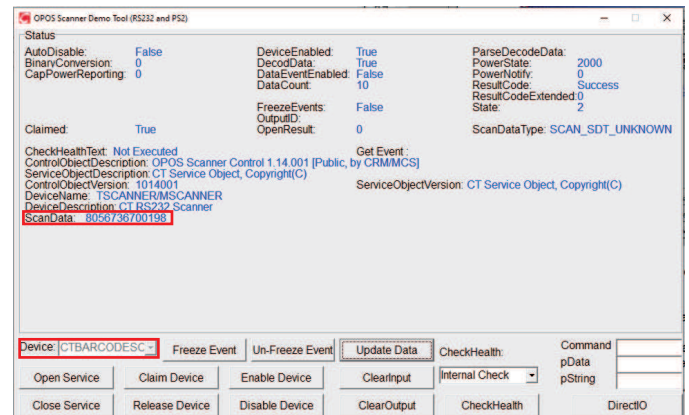 OPOS Scanner Demo Tool (RS232 and PS2)
Status
AutoDisable: False DeviceEnabled: True ParseDecodeData:
BinaryConversion: 0 DecodData: True PowerState: 2000
CapPowerReporting: 0 DataEventEnabled: False PowerNotify: 0
DataCount: 10 ResultCode: Success
ResultCodeExtended:0
FreezeEvents: False State: 2
OutputID:
Claimed: True OpenResult: 0 ScanDataType: SCAN_SDT_UNKNOWN
CheckHealthText: Not Executed Get Event :
ControlObjectDescription: OPOS Scanner Control 1.14.001 [Public, by CRM/MCS]
ServiceObjectDescription: CT Service Object, Copyright(C)
ControlObjectVersion: 1014001 ServiceObjectVersion: CT Service Object, Copyright(C)
DeviceName: TSCANNER/MSCANNER
DeviceDescription: CT RS232 Scanner
ScanData: 8056736700198
Device: CTBARCODESC Freeze Event Un-Freeze Event Update Data CheckHealth: Command
pData
Open Service Claim Device Enable Device ClearInput Internal Check pString
Close Service Release Device Disable Device ClearOutput CheckHealth DirectIO